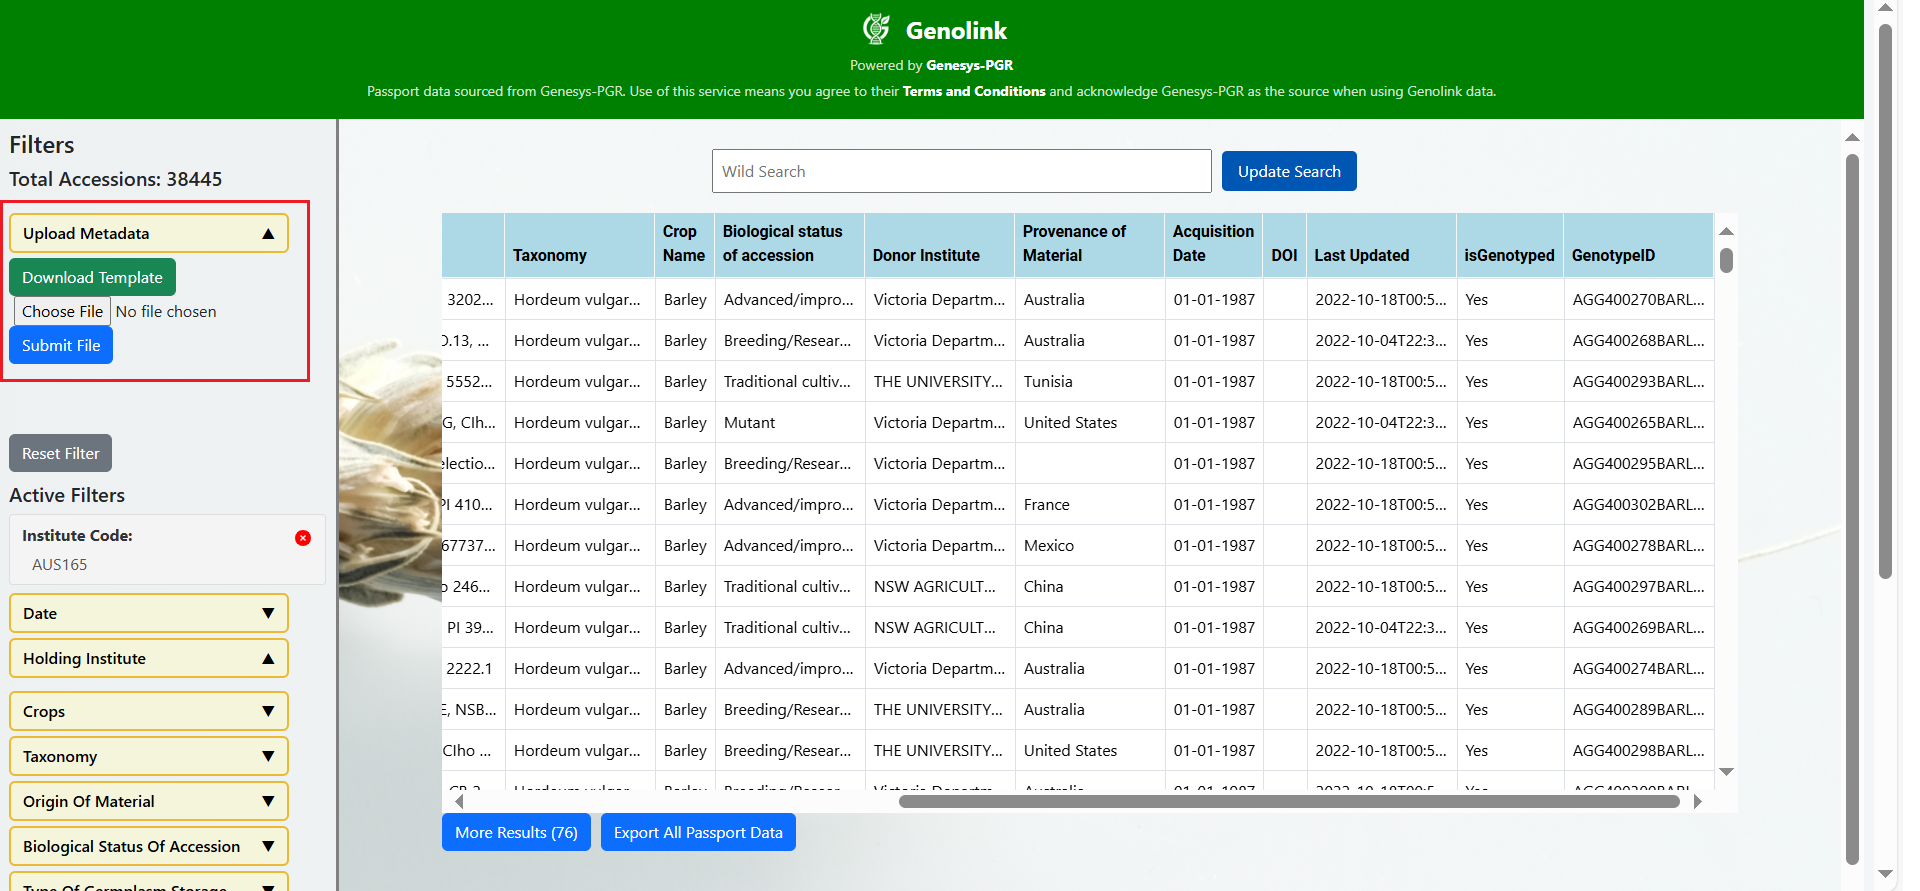 Genolink
Powered by Genesys-PGR
Passport data sourced from Genesys-PGR. Use of this service means you agree to their Terms and Conditions and acknowledge Genesys-PGR as the source when using Genolink data.
Filters
Total Accessions: 38445
Upload Metadata ▲
Download Template
Choose File No file chosen
Submit File
Reset Filter
Active Filters
Institute Code:
AUS165
Date ▼
Holding Institute ▲
Crops ▼
Taxonomy ▼
Origin Of Material ▼
Biological Status Of Accession ▼
Type Of Germplasm Storage ▼
Wild Search
Update Search
Taxonomy Crop Name Biological status of accession Donor Institute Provenance of Material Acquisition Date DOI Last Updated isGenotyped GenotypeID
3202... Hordeum vulgar... Barley Advanced/impro... Victoria Departm... Australia 01-01-1987 2022-10-18T00:5... Yes AGG400270BARL...
O.13, ... Hordeum vulgar... Barley Breeding/Resear... Victoria Departm... Australia 01-01-1987 2022-10-04T22:3... Yes AGG400268BARL...
5552... Hordeum vulgar... Barley Traditional cultiv... THE UNIVERSITY... Tunisia 01-01-1987 2022-10-18T00:5... Yes AGG400293BARL...
G, CIh... Hordeum vulgar... Barley Mutant Victoria Departm... United States 01-01-1987 2022-10-04T22:3... Yes AGG400265BARL...
electio... Hordeum vulgar... Barley Breeding/Resear... Victoria Departm... 01-01-1987 2022-10-18T00:5... Yes AGG400295BARL...
PI 410... Hordeum vulgar... Barley Advanced/impro... Victoria Departm... France 01-01-1987 2022-10-18T00:5... Yes AGG400302BARL...
67737... Hordeum vulgar... Barley Advanced/impro... Victoria Departm... Mexico 01-01-1987 2022-10-18T00:5... Yes AGG400278BARL...
o 246... Hordeum vulgar... Barley Traditional cultiv... NSW AGRICULT... China 01-01-1987 2022-10-18T00:5... Yes AGG400297BARL...
PI 39... Hordeum vulgar... Barley Traditional cultiv... NSW AGRICULT... China 01-01-1987 2022-10-04T22:3... Yes AGG400269BARL...
2222.1 Hordeum vulgar... Barley Advanced/impro... Victoria Departm... Australia 01-01-1987 2022-10-18T00:5... Yes AGG400274BARL...
E, NSB... Hordeum vulgar... Barley Breeding/Resear... THE UNIVERSITY... Australia 01-01-1987 2022-10-18T00:5... Yes AGG400289BARL...
CIho ... Hordeum vulgar... Barley Breeding/Resear... THE UNIVERSITY... United States 01-01-1987 2022-10-18T00:5... Yes AGG400298BARL...
More Results (76)
Export All Passport Data